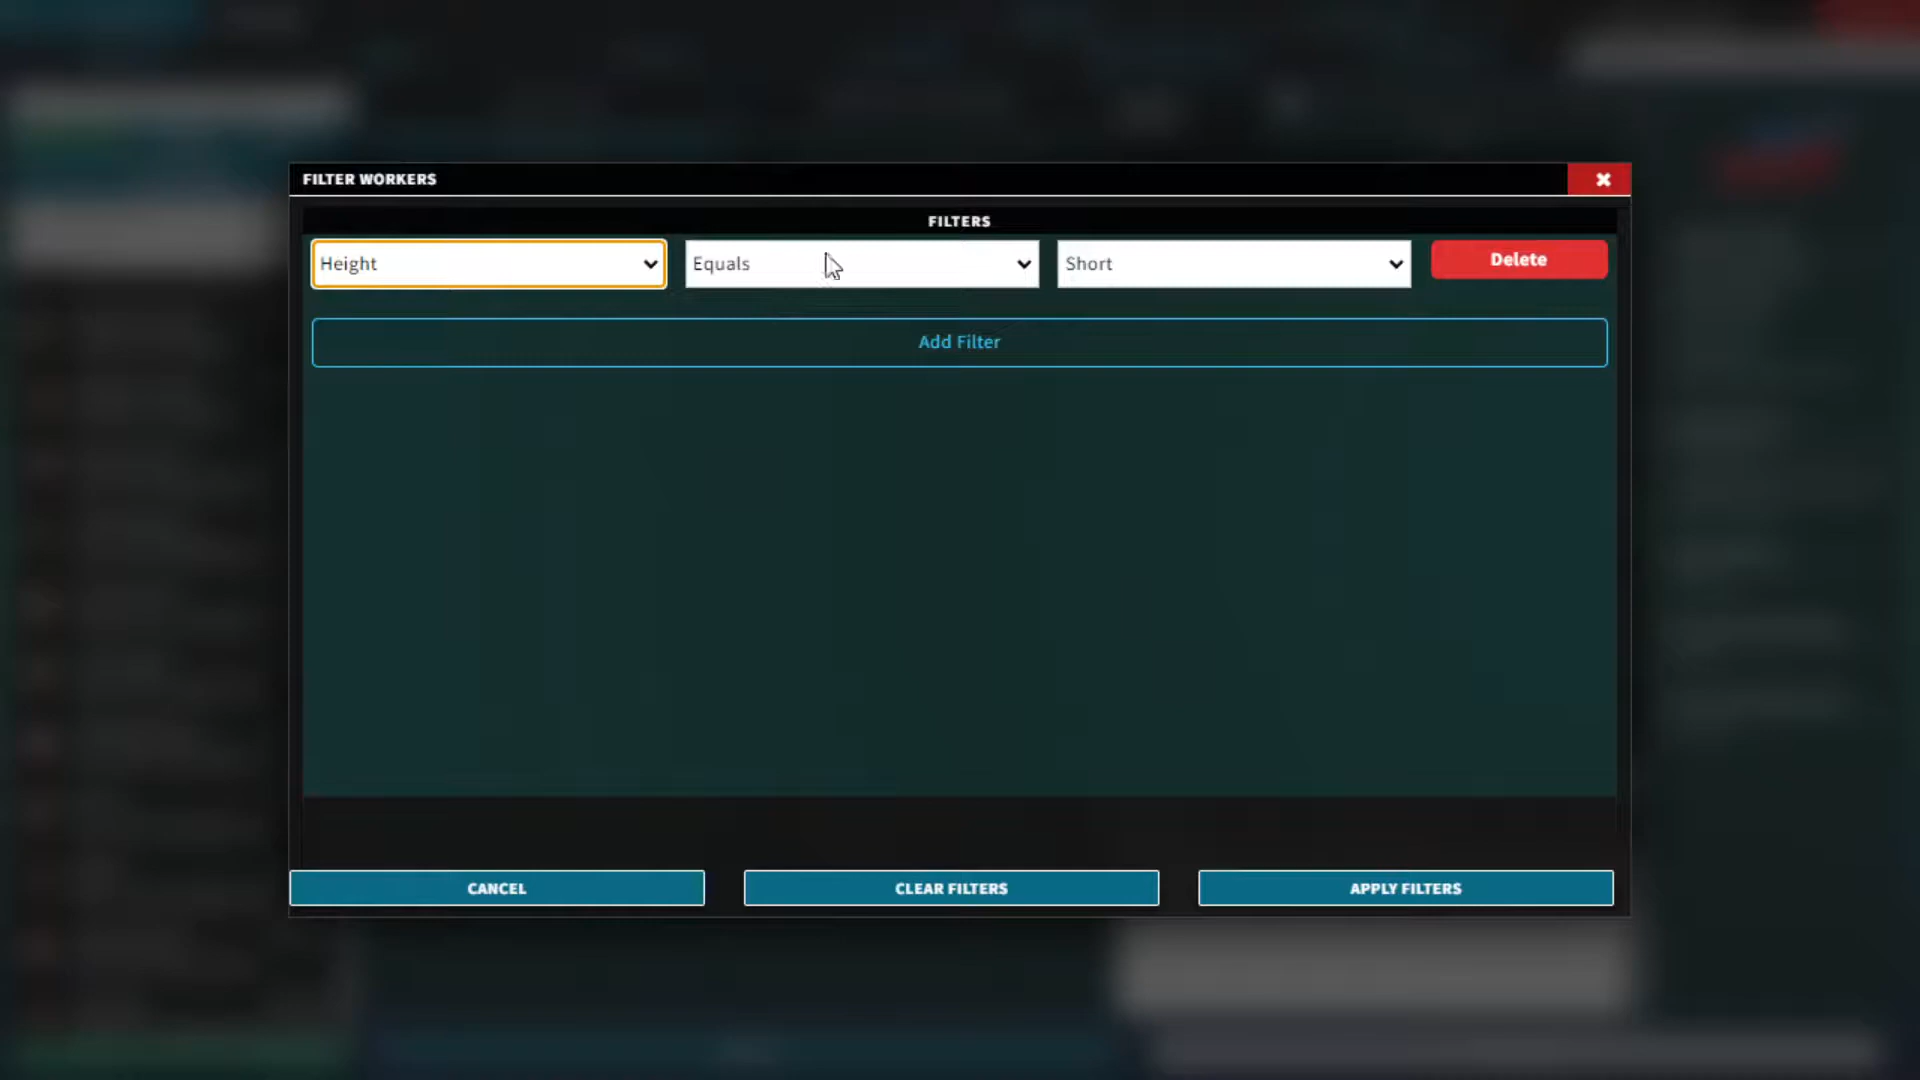 FILTER WORKERS
FILTERS
Height Equals Short Delete
Add Filter
CANCEL CLEAR FILTERS APPLY FILTERS